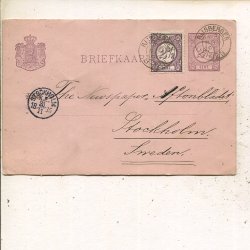 BRIEFKAART
The Newspaper Aftonbladet
Stockholm
Sweden.